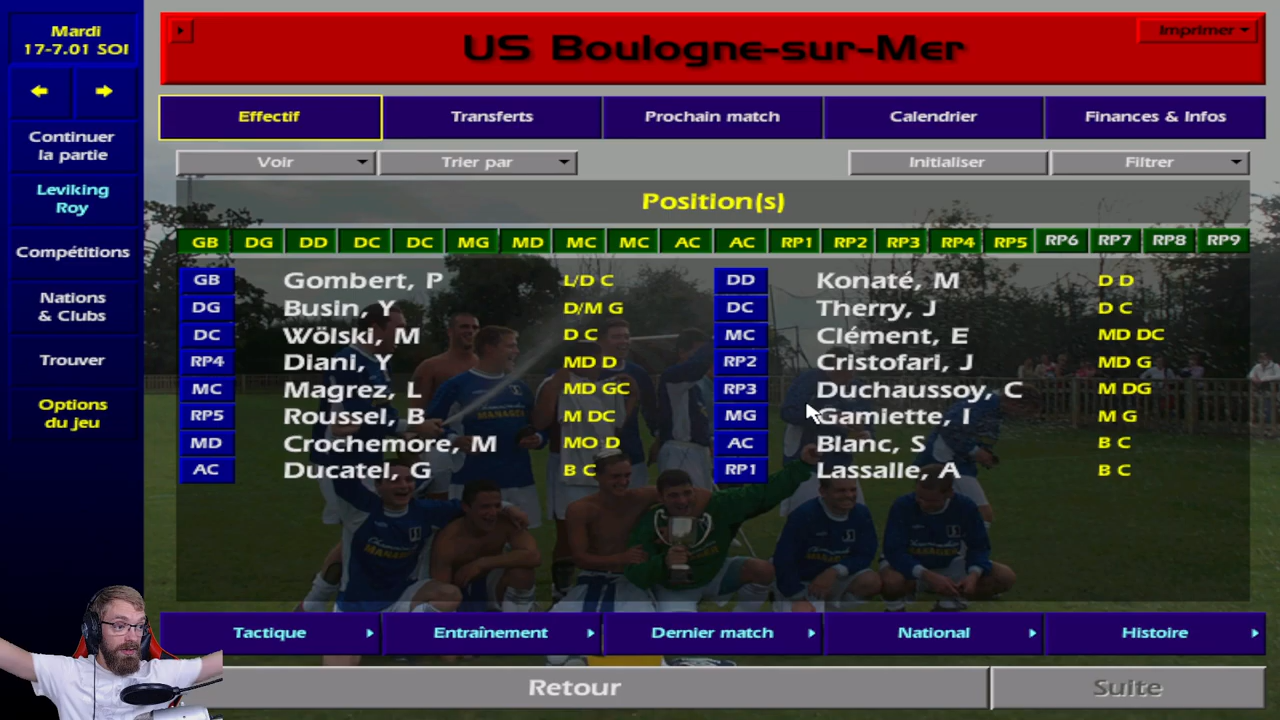 Mardi
17-7.01 SOI
US Boulogne-sur-Mer
Imprimer
Effectif Transferts Prochain match Calendrier Finances & Infos
Continuer
la partie
Leviking
Roy
Compétitions
Nations
& Clubs
Trouver
Options
du jeu
Voir Trier par Initialiser Filtrer
Position(s)
GB DG DD DC DC MG MD MC MC AC AC RP1 RP2 RP3 RP4 RP5 RP6 RP7 RP8 RP9
GB Gombert, P L/D C DD Konaté, M D D
DG Busin, Y D/M G DC Therry, J D C
DC Wölski, M D C MC Clément, E MD DC
RP4 Diani, Y MD D RP2 Cristofari, J MD G
MC Magrez, L MD GC RP3 Duchaussoy, C M DG
RP5 Roussel, B M DC MG Gamiette, I M G
MD Crochemore, M MO D AC Blanc, S B C
AC Ducatel, G B C RP1 Lassalle, A B C
Tactique Entraînement Dernier match National Histoire
Retour Suite